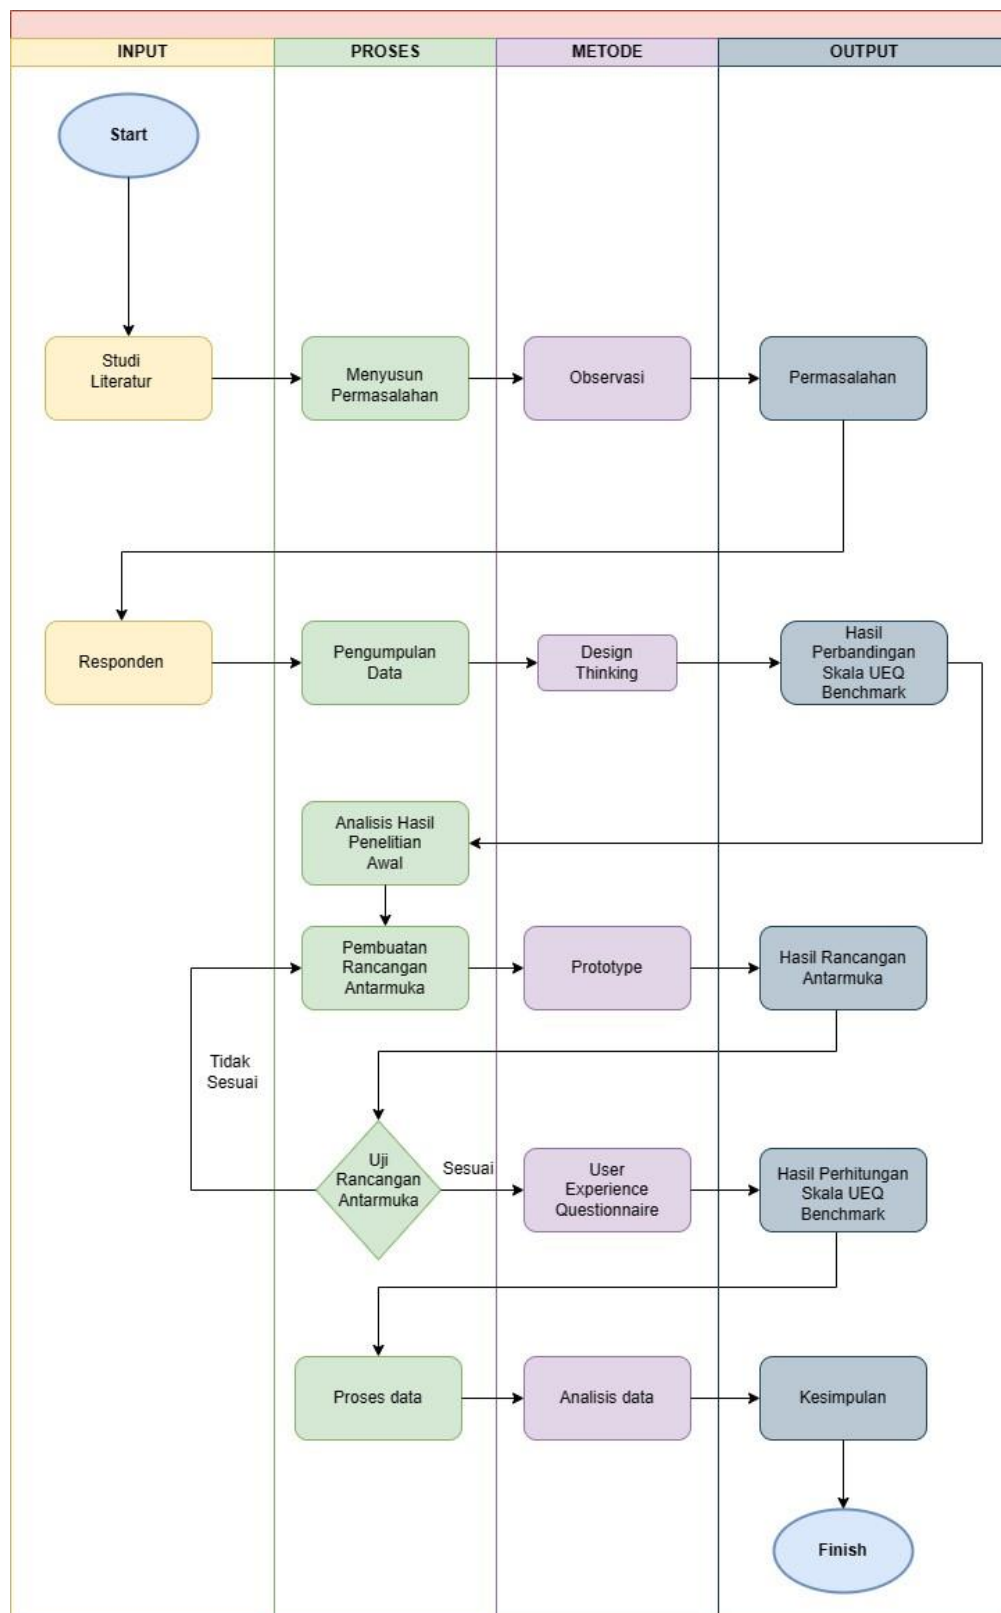 INPUT
PROSES
METODE
OUTPUT
Start
Studi
Literatur
Menyusun
Permasalahan
Observasi
Permasalahan
Responden
Pengumpulan
Data
Design
Thinking
Hasil
Perbandingan
Skala UEQ
Benchmark
Analisis Hasil
Penelitian
Awal
Pembuatan
Rancangan
Antarmuka
Prototype
Hasil Rancangan
Antarmuka
Tidak
Sesuai
Uji
Rancangan
Antarmuka
Sesuai
User
Experience
Questionnaire
Hasil Perhitungan
Skala UEQ
Benchmark
Proses data
Analisis data
Kesimpulan
Finish